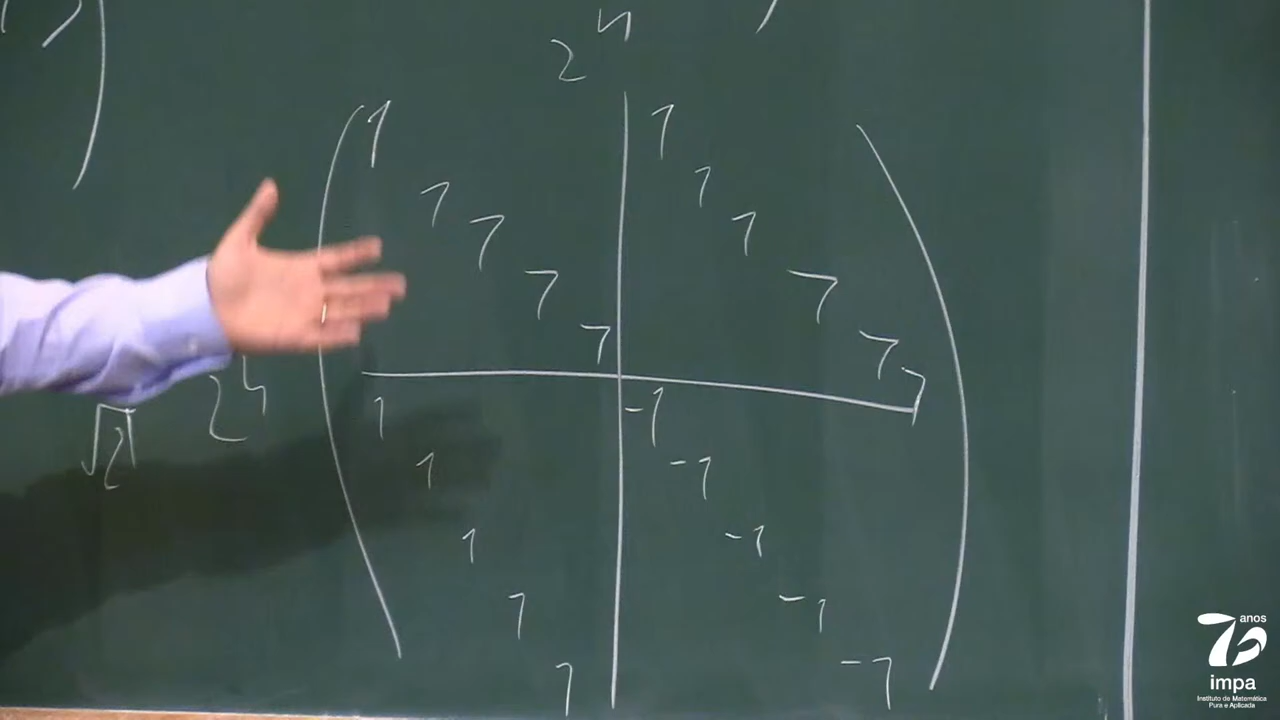 2^n
1 1
1 1
1 1
1 1
1 1
1
√2 2^n
1 -1
1 -1
1 -1
1 -1
1 -1
75 anos
impa
Instituto de Matemática
Pura e Aplicada